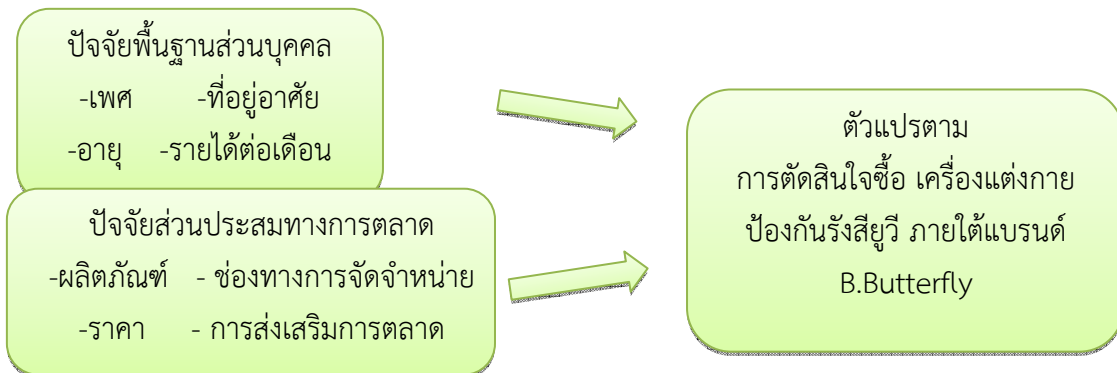 ปัจจัยพื้นฐานส่วนบุคคล
-เพศ -ที่อยู่อาศัย
-อายุ -รายได้ต่อเดือน
ปัจจัยส่วนประสมทางการตลาด
-ผลิตภัณฑ์ - ช่องทางการจัดจำหน่าย
-ราคา - การส่งเสริมการตลาด
ตัวแปรตาม
การตัดสินใจซื้อ เครื่องแต่งกาย
ป้องกันรังสียูวี ภายใต้แบรนด์
B.Butterfly